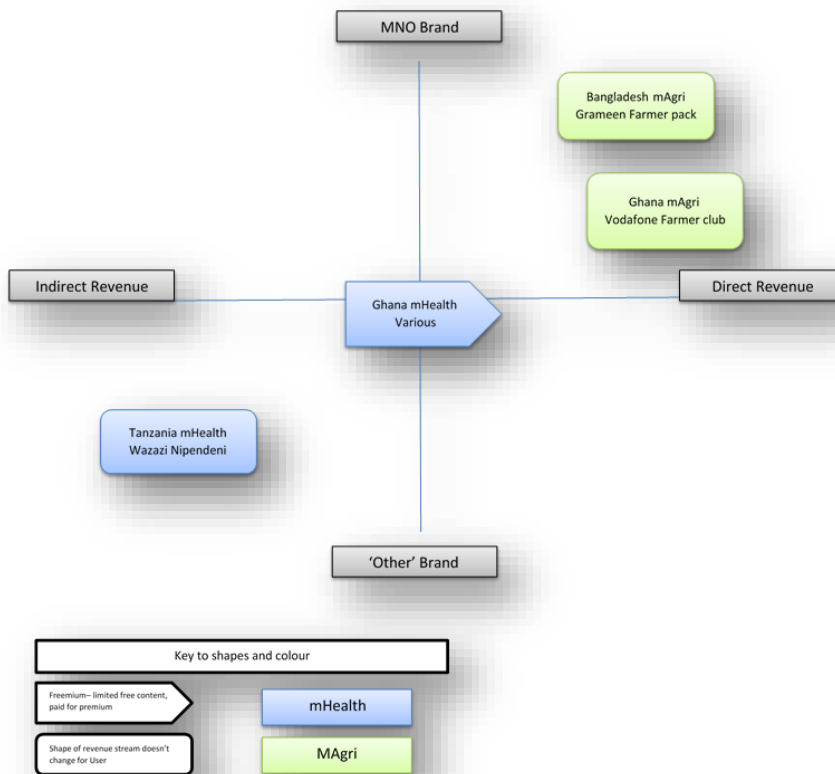 MNO Brand
Bangladesh mAgri
Grameen Farmer pack
Ghana mAgri
Vodafone Farmer club
Indirect Revenue
Direct Revenue
Ghana mHealth
Various
Tanzania mHealth
Wazazi Nipendeni
‘Other’ Brand
Key to shapes and colour
Freemium– limited free content,
paid for premium
mHealth
Shape of revenue stream doesn’t
change for User
MAgri